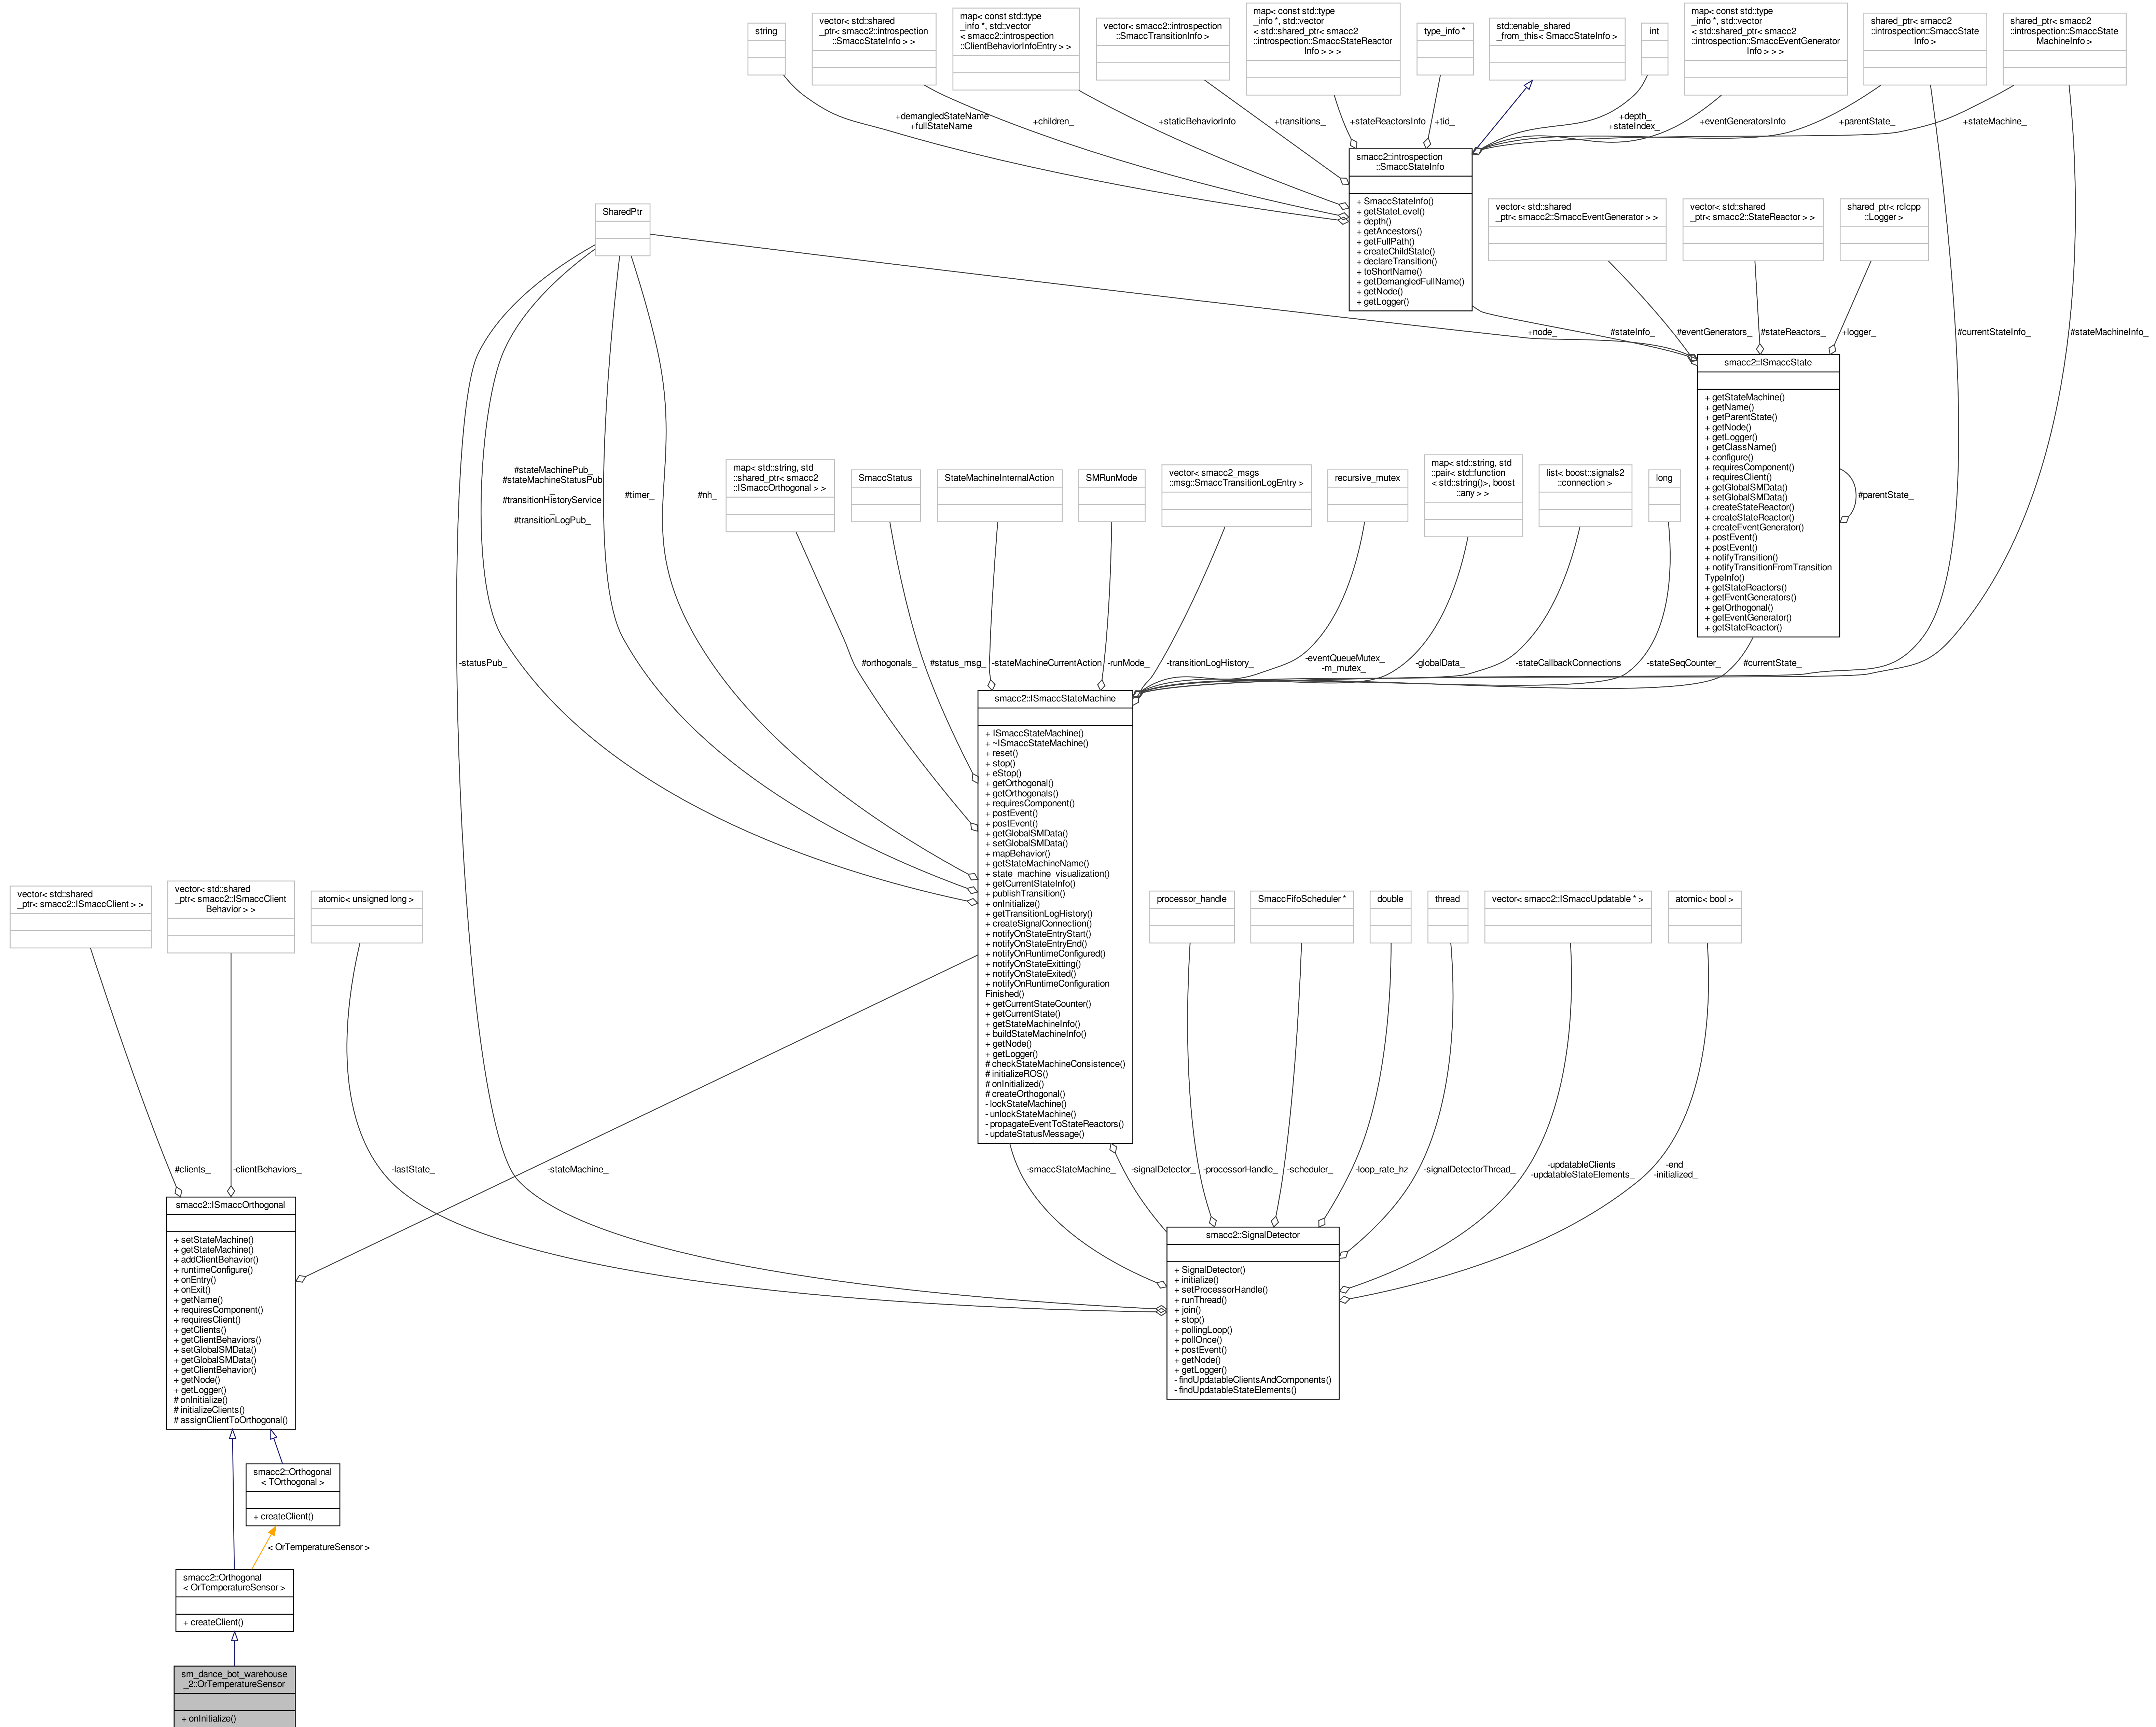 string
vector< std::shared
_ptr< smacc2::introspection
::SmaccStateInfo > >
map< const std::type
_info *, std::vector
< smacc2::introspection
::ClientBehaviorInfoEntry > >
vector< smacc2::introspection
::SmaccTransitionInfo >
map< const std::type
_info *, std::vector
< std::shared_ptr< smacc2
::introspection::SmaccStateReactor
Info > > >
type_info *
std::enable_shared
_from_this< SmaccStateInfo >
int
map< const std::type
_info *, std::vector
< std::shared_ptr< smacc2
::introspection::SmaccEventGenerator
Info > > >
shared_ptr< smacc2
::introspection::SmaccState
Info >
shared_ptr< smacc2
::introspection::SmaccState
MachineInfo >
+demangledStateName
+fullStateName
+children_
+staticBehaviorInfo
+transitions_
+stateReactorsInfo
+tid_
+depth_
+stateIndex_
+eventGeneratorsInfo
+parentState_
+stateMachine_
smacc2::introspection
::SmaccStateInfo
+ SmaccStateInfo()
+ getStateLevel()
+ depth()
+ getAncestors()
+ getFullPath()
+ createChildState()
+ declareTransition()
+ toShortName()
+ getDemangledFullName()
+ getNode()
+ getLogger()
SharedPtr
vector< std::shared
_ptr< smacc2::SmaccEventGenerator > >
vector< std::shared
_ptr< smacc2::StateReactor > >
shared_ptr< rclcpp
::Logger >
+node_
#stateInfo_
#eventGenerators_
#stateReactors_
+logger_
#currentStateInfo_
#stateMachineInfo_
smacc2::ISmaccState
+ getStateMachine()
+ getName()
+ getParentState()
+ getNode()
+ getLogger()
+ getClassName()
+ configure()
+ requiresComponent()
+ requiresClient()
+ getGlobalSMData()
+ setGlobalSMData()
+ createStateReactor()
+ createStateReactor()
+ createEventGenerator()
+ postEvent()
+ postEvent()
+ notifyTransition()
+ notifyTransitionFromTransition
TypeInfo()
+ getStateReactors()
+ getEventGenerators()
+ getOrthogonal()
+ getEventGenerator()
+ getStateReactor()
#parentState_
#stateMachinePub_
#stateMachineStatusPub
_
#transitionHistoryService
_
#transitionLogPub_
#timer_
#nh_
map< std::string, std
::shared_ptr< smacc2
::ISmaccOrthogonal > >
SmaccStatus
StateMachineInternalAction
SMRunMode
vector< smacc2_msgs
::msg::SmaccTransitionLogEntry >
recursive_mutex
map< std::string, std
::pair< std::function
< std::string()>, boost
::any > >
list< boost::signals2
::connection >
long
-statusPub_
#orthogonals_
#status_msg_
-stateMachineCurrentAction
-runMode_
-transitionLogHistory_
-eventQueueMutex_
-m_mutex_
-globalData_
-stateCallbackConnections
-stateSeqCounter_
#currentState_
smacc2::ISmaccStateMachine
+ ISmaccStateMachine()
+ ~ISmaccStateMachine()
+ reset()
+ stop()
+ eStop()
+ getOrthogonal()
+ getOrthogonals()
+ requiresComponent()
+ postEvent()
+ postEvent()
+ getGlobalSMData()
+ setGlobalSMData()
+ mapBehavior()
+ getStateMachineName()
+ state_machine_visualization()
+ getCurrentStateInfo()
+ publishTransition()
+ onInitialize()
+ getTransitionLogHistory()
+ createSignalConnection()
+ notifyOnStateEntryStart()
+ notifyOnStateEntryEnd()
+ notifyOnRuntimeConfigured()
+ notifyOnStateExitting()
+ notifyOnStateExited()
+ notifyOnRuntimeConfiguration
Finished()
+ getCurrentStateCounter()
+ getCurrentState()
+ getStateMachineInfo()
+ buildStateMachineInfo()
+ getNode()
+ getLogger()
# checkStateMachineConsistence()
# initializeROS()
# onInitialized()
# createOrthogonal()
- lockStateMachine()
- unlockStateMachine()
- propagateEventToStateReactors()
- updateStatusMessage()
vector< std::shared
_ptr< smacc2::ISmaccClient > >
vector< std::shared
_ptr< smacc2::ISmaccClient
Behavior > >
atomic< unsigned long >
processor_handle
SmaccFifoScheduler *
double
thread
vector< smacc2::ISmaccUpdatable * >
atomic< bool >
#clients_
-clientBehaviors_
-lastState_
-stateMachine_
-smaccStateMachine_
-signalDetector_
-processorHandle_
-scheduler_
-loop_rate_hz
-signalDetectorThread_
-updatableClients_
-updatableStateElements_
-end_
-initialized_
smacc2::ISmaccOrthogonal
+ setStateMachine()
+ getStateMachine()
+ addClientBehavior()
+ runtimeConfigure()
+ onEntry()
+ onExit()
+ getName()
+ requiresComponent()
+ requiresClient()
+ getClients()
+ getClientBehaviors()
+ setGlobalSMData()
+ getGlobalSMData()
+ getClientBehavior()
+ getNode()
+ getLogger()
# onInitialize()
# initializeClients()
# assignClientToOrthogonal()
smacc2::SignalDetector
+ SignalDetector()
+ initialize()
+ setProcessorHandle()
+ runThread()
+ join()
+ stop()
+ pollingLoop()
+ pollOnce()
+ postEvent()
+ getNode()
+ getLogger()
- findUpdatableClientsAndComponents()
- findUpdatableStateElements()
smacc2::Orthogonal
< TOrthogonal >
+ createClient()
< OrTemperatureSensor >
smacc2::Orthogonal
< OrTemperatureSensor >
+ createClient()
sm_dance_bot_warehouse
_2::OrTemperatureSensor
+ onInitialize()